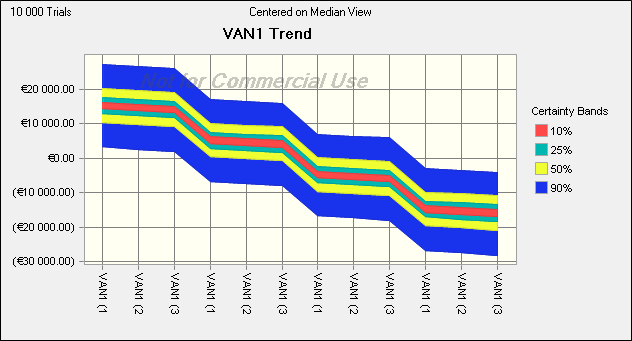 10 000 Trials
Centered on Median View
VAN1 Trend
Not for Commercial Use
€20 000.00
€10 000.00
€0.00
(€10 000.00)
(€20 000.00)
(€30 000.00)
VAN1 (1
VAN1 (2
VAN1 (3
VAN1 (1
VAN1 (2
VAN1 (3
VAN1 (1
VAN1 (2
VAN1 (3
VAN1 (1
VAN1 (2
VAN1 (3
Certainty Bands
10%
25%
50%
90%